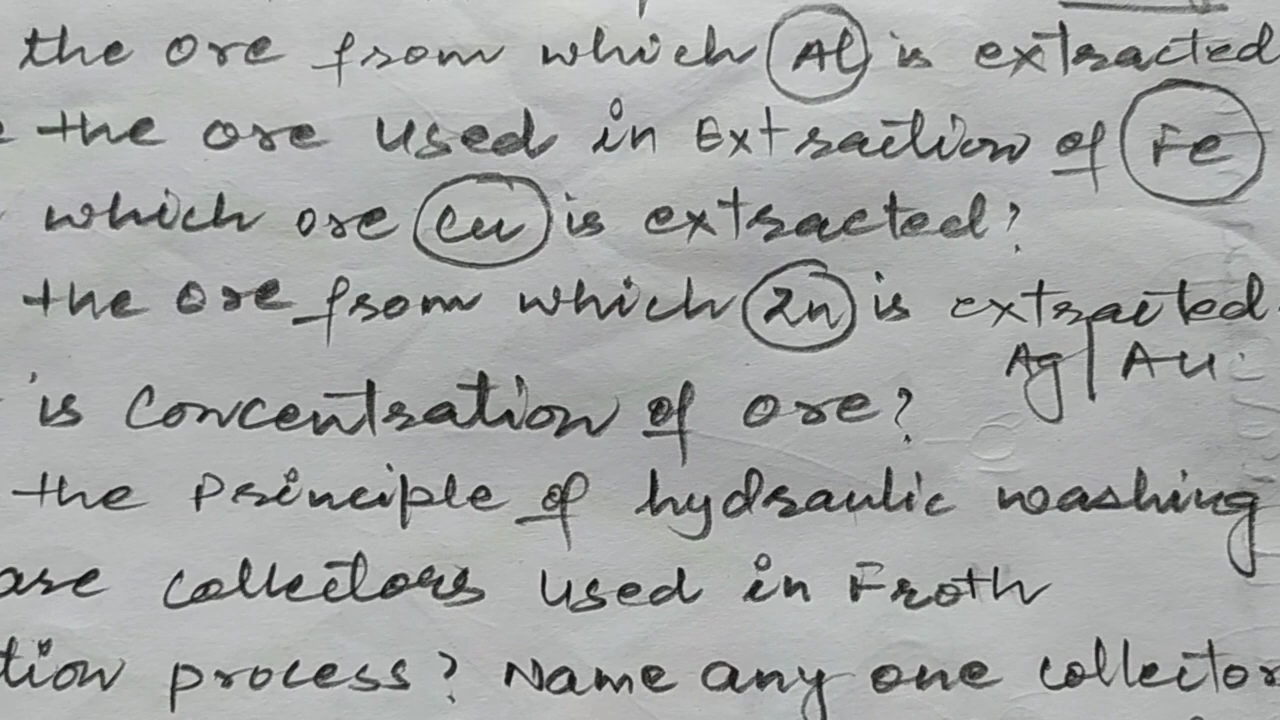 the ore from which Al is extracted
the ore used in Extraction of Fe
which ore Cu is extracted?
the ore from which Zn is extracted.
Ag | Au
is concentration of ore?
the principle of hydraulic washing
are collectors used in Froth
tion process? Name any one collector